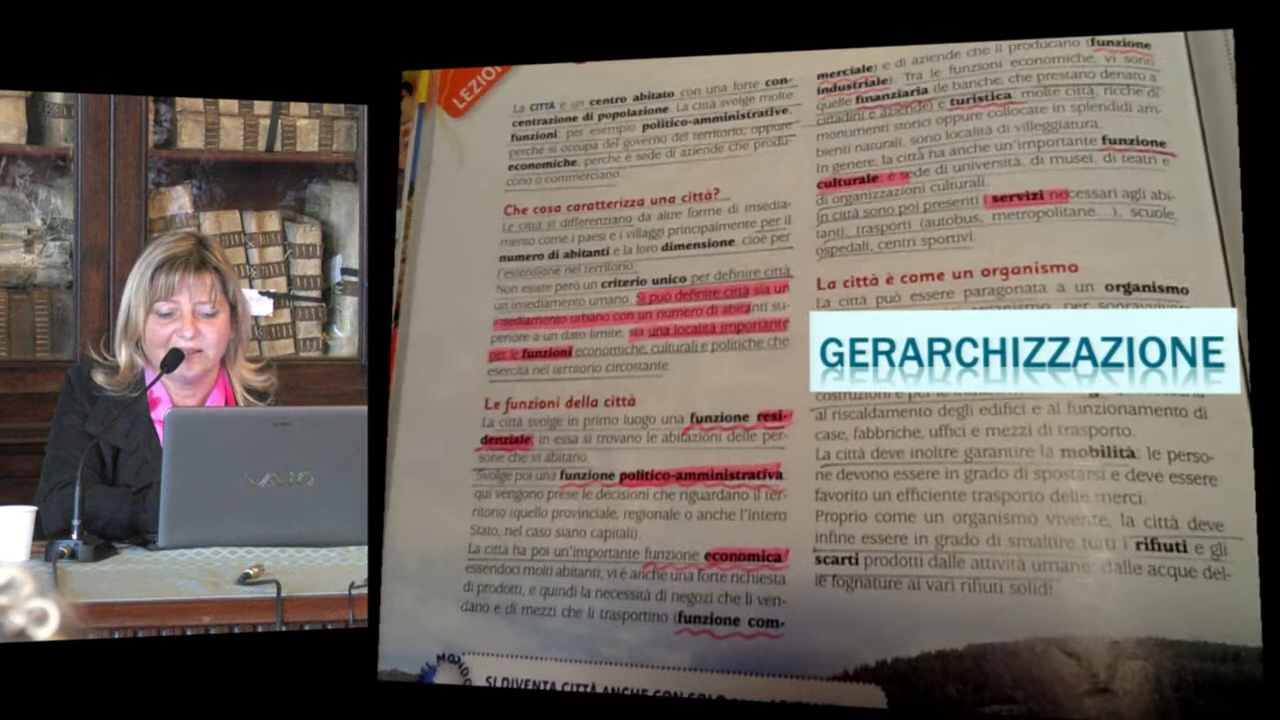 VAIO
LEZIO
La CITTÀ è un centro abitato con una forte con-
centrazione di popolazione. La città svolge molte
funzioni: per esempio politico-amministrative,
perché si occupa del governo del territorio, oppure
economiche, perché è sede di aziende che produ-
cono o commerciano.
Che cosa caratterizza una città?
Le città si differenziano da altre forme di insedia-
mento come i paesi e i villaggi principalmente per il
numero di abitanti e la loro dimensione, cioè per
l'estensione nel territorio.
Non esiste però un criterio unico per definire città
un insediamento umano. Si può definire città sia un
insediamento urbano con un numero di abitanti su-
periore a un dato limite, sia una località importante
per le funzioni economiche, culturali e politiche che
esercita nel territorio circostante.
Le funzioni della città
La città svolge in primo luogo una funzione resi-
denziale: in essa si trovano le abitazioni delle per-
sone che vi abitano.
Svolge poi una funzione politico-amministrativa
qui vengono prese le decisioni che riguardano il ter-
ritorio (quello provinciale, regionale o anche l'intero
Stato, nel caso siano capitali).
La città ha poi un'importante funzione economica:
essendoci molti abitanti, vi è anche una forte richiesta
di prodotti, e quindi la necessità di negozi che li ven-
dano e di mezzi che li trasportino (funzione com-
merciale) e di aziende che li producano (funzione
industriale). Tra le funzioni economiche, vi sono
quelle finanziaria (le banche, che prestano denaro a
cittadini e aziende) e turistica: molte città, ricche di
monumenti storici oppure collocate in splendidi am-
bienti naturali, sono località di villeggiatura.
In genere, la città ha anche un'importante funzione
culturale: è sede di università, di musei, di teatri e
di organizzazioni culturali.
In città sono poi presenti i servizi necessari agli abi-
tanti, trasporti (autobus, metropolitane...), scuole,
ospedali, centri sportivi.
La città è come un organismo
La città può essere paragonata a un organismo
organismo, per sopravvivere
GERARCHIZZAZIONE
costruzioni e per le
al riscaldamento degli edifici e al funzionamento di
case, fabbriche, uffici e mezzi di trasporto.
La città deve inoltre garantire la mobilità: le perso-
ne devono essere in grado di spostarsi e deve essere
favorito un efficiente trasporto delle merci.
Proprio come un organismo vivente, la città deve
infine essere in grado di smaltire tutti i rifiuti e gli
scarti prodotti dalle attività umane: dalle acque del-
le fognature ai vari rifiuti solidi.
SI DIVENTA CITTÀ ANCHE CON SOLO